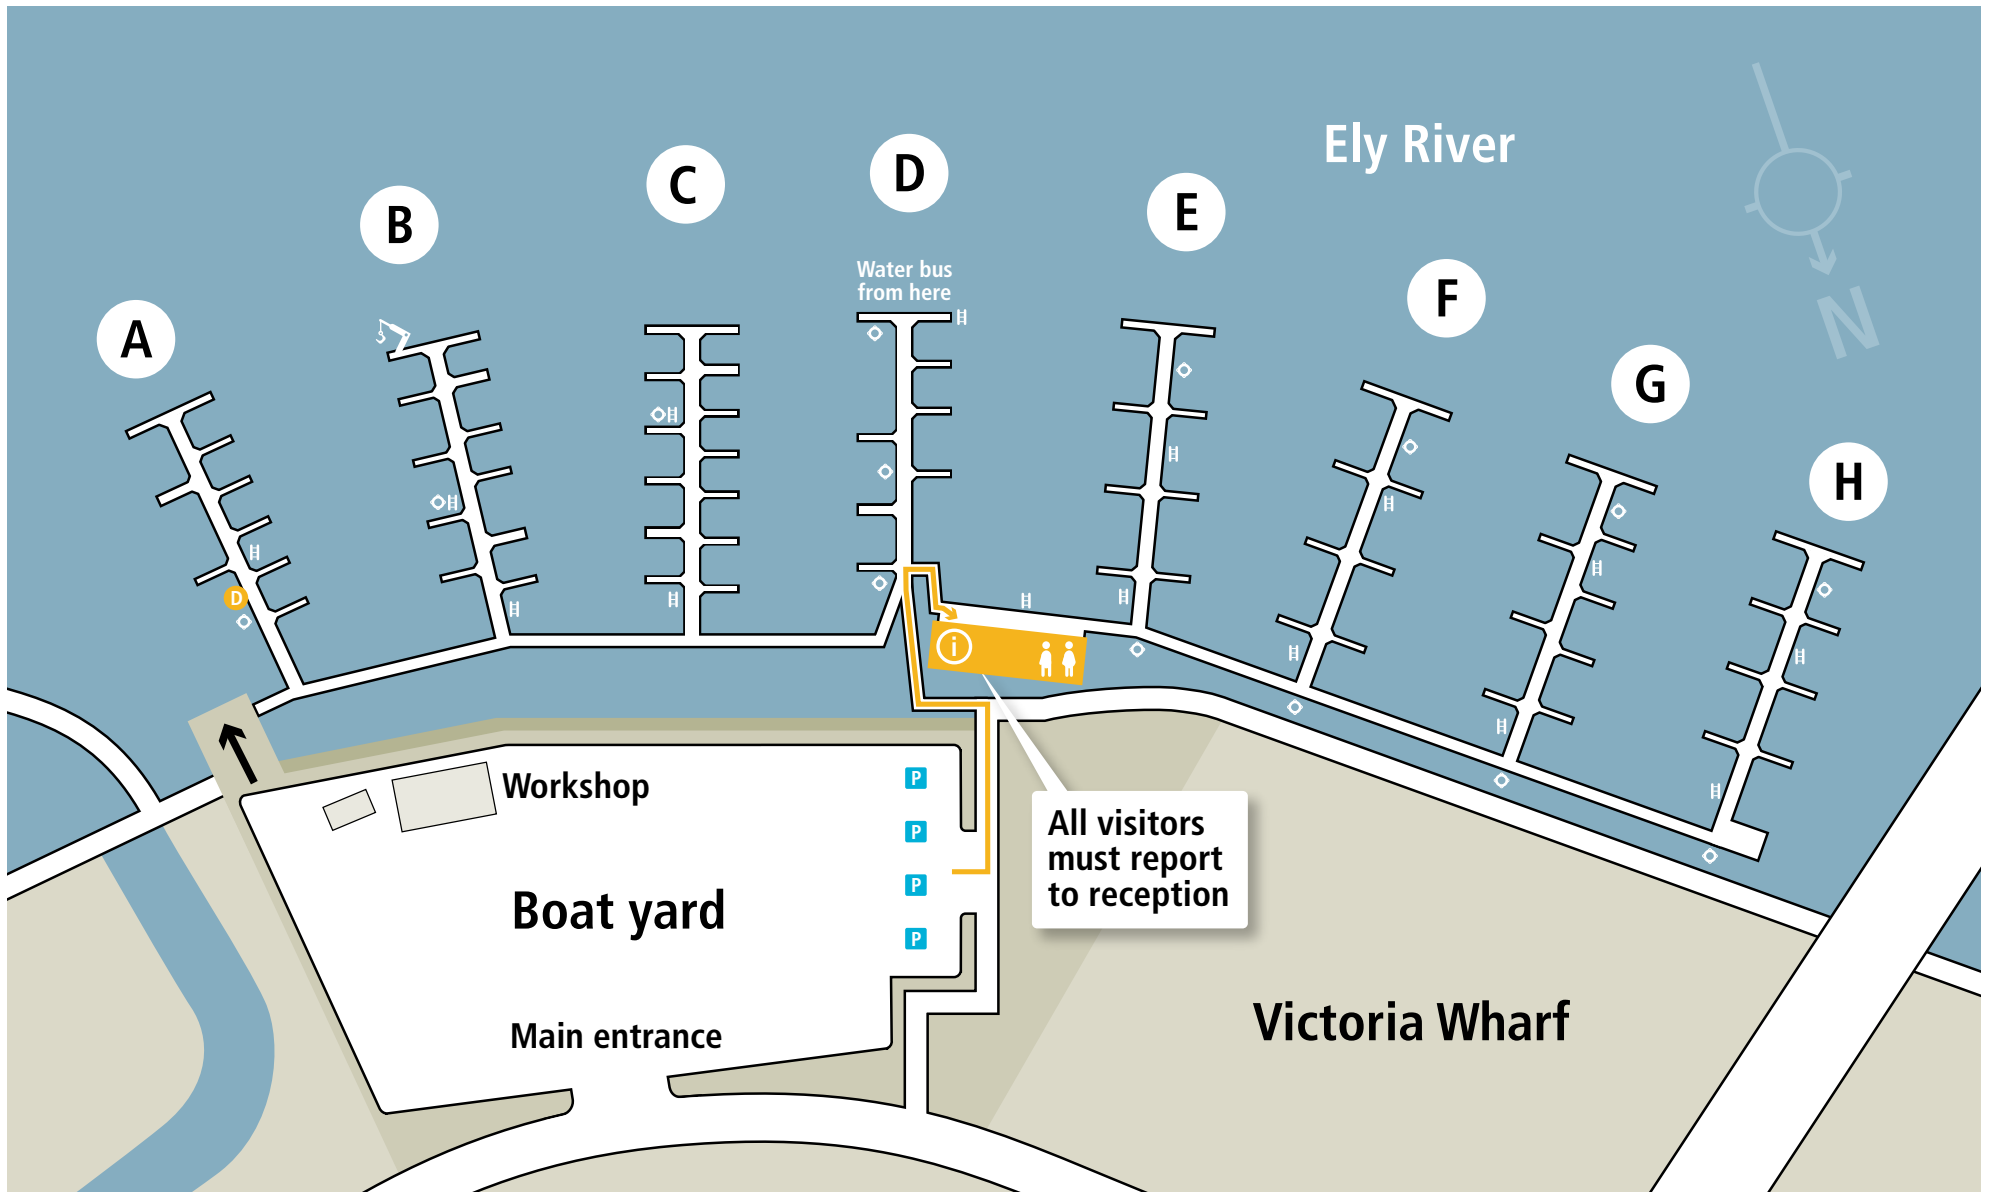 Ely River
D
C
E
B
Water bus
from here
F
N
A
G
H
D
i
Workshop
P
P
P
P
All visitors
must report
to reception
Boat yard
Victoria Wharf
Main entrance